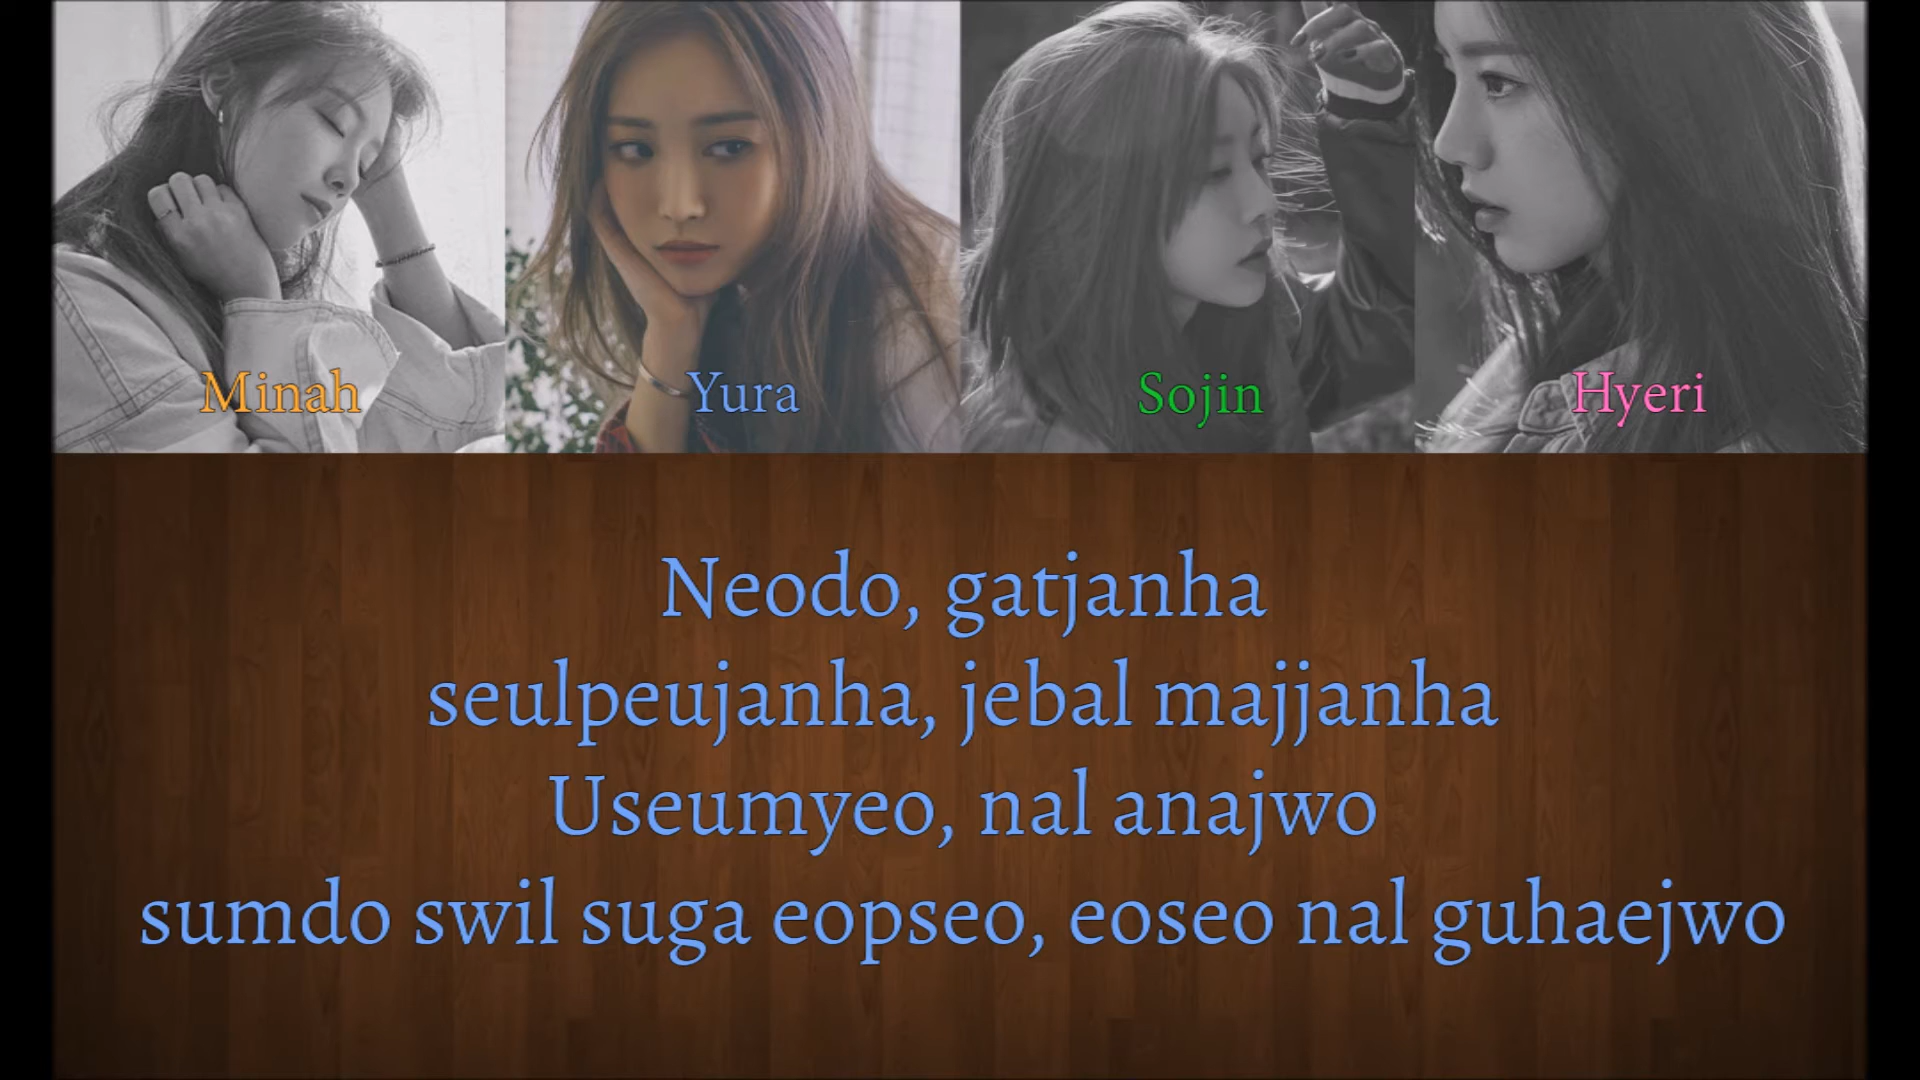 Minah Yura Sojin Hyeri
Neodo, gatjanha
seulpeujanha, jebal majjanha
Useumyeo, nal anajwo
sumdo swil suga eopseo, eoseo nal guhaejwo